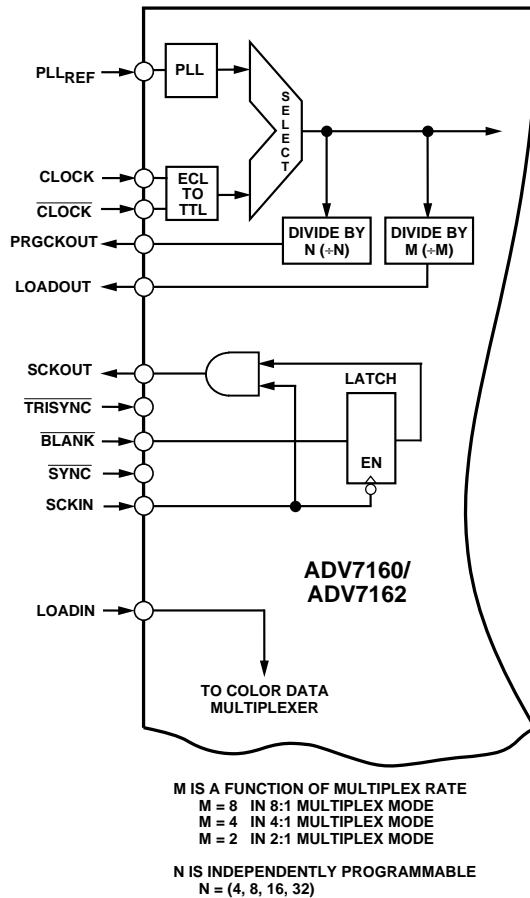 PLLREF
PLL
SELECT
CLOCK
CLOCK
ECL
TO
TTL
PRGCKOUT
DIVIDE BY
N (÷N)
DIVIDE BY
M (÷M)
LOADOUT
SCKOUT
LATCH
TRISYNC
BLANK
EN
SYNC
SCKIN
ADV7160/
ADV7162
LOADIN
TO COLOR DATA
MULTIPLEXER
M IS A FUNCTION OF MULTIPLEX RATE
M = 8 IN 8:1 MULTIPLEX MODE
M = 4 IN 4:1 MULTIPLEX MODE
M = 2 IN 2:1 MULTIPLEX MODE
N IS INDEPENDENTLY PROGRAMMABLE
N = (4, 8, 16, 32)